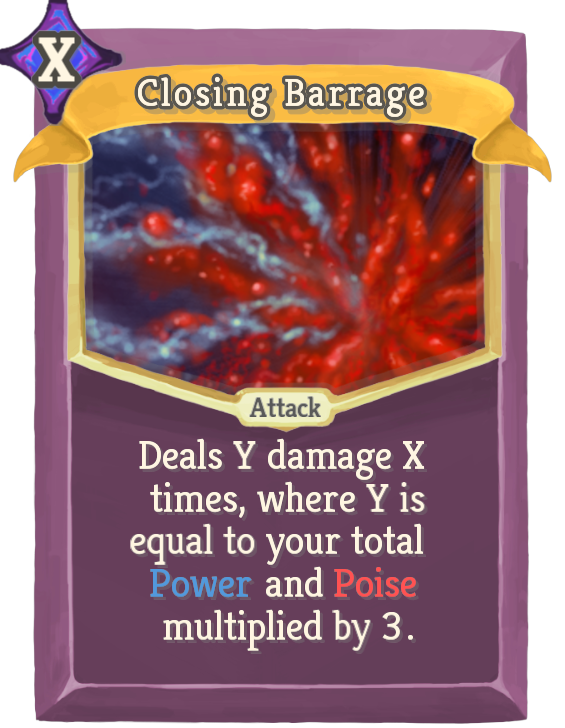 X
Closing Barrage
Attack
Deals Y damage X
times, where Y is
equal to your total
Power and Poise
multiplied by 3.